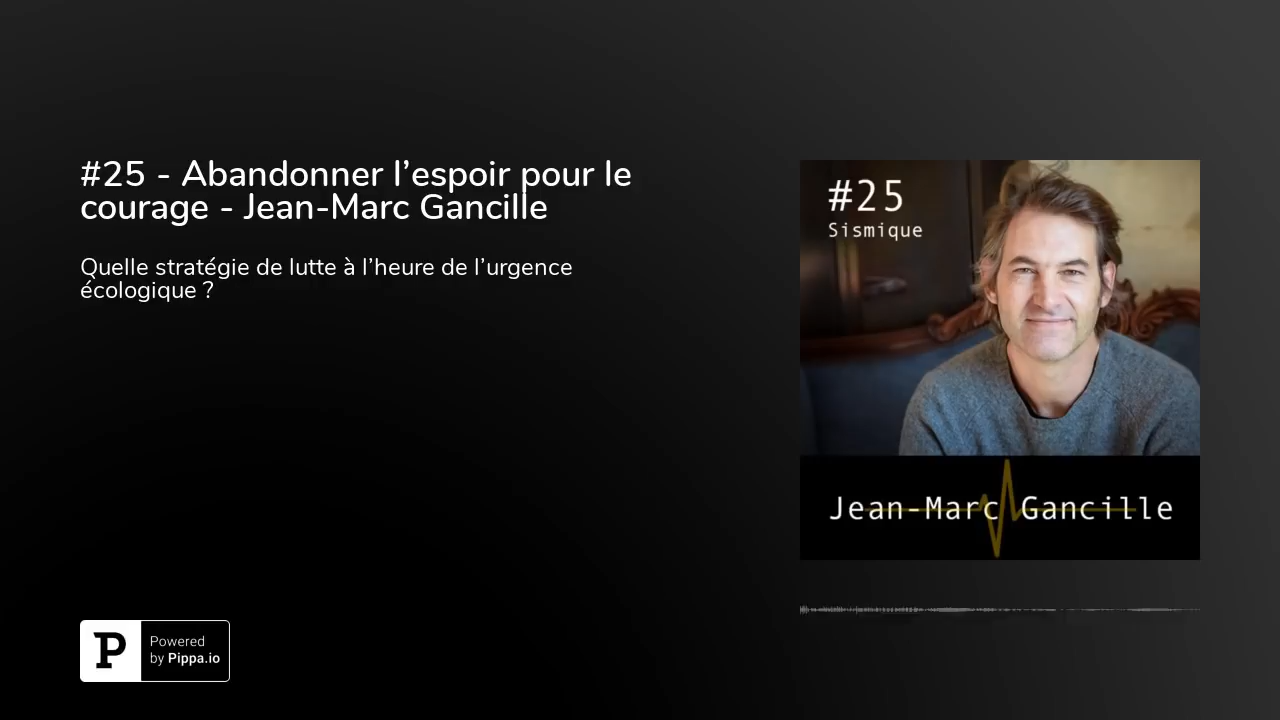 #25 - Abandonner l’espoir pour le
courage - Jean-Marc Gancille
Quelle stratégie de lutte à l’heure de l’urgence
écologique ?
#25
Sismique
Jean-Marc Gancille
P
Powered
by Pippa.io